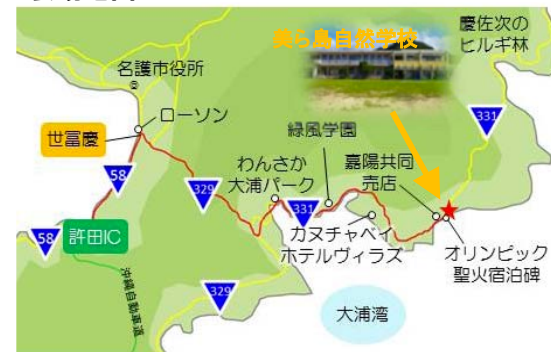 美ら島自然学校
慶佐次の
ヒルギ林
名護市役所
ローソン
331
世冨慶
緑風学園
嘉陽共同
売店
58
329
わんさか
大浦パーク
331
カヌチャベイ
ホテルヴィラズ
オリンピック
聖火宿泊碑
58
許田IC
沖縄自動車道
329
大浦湾